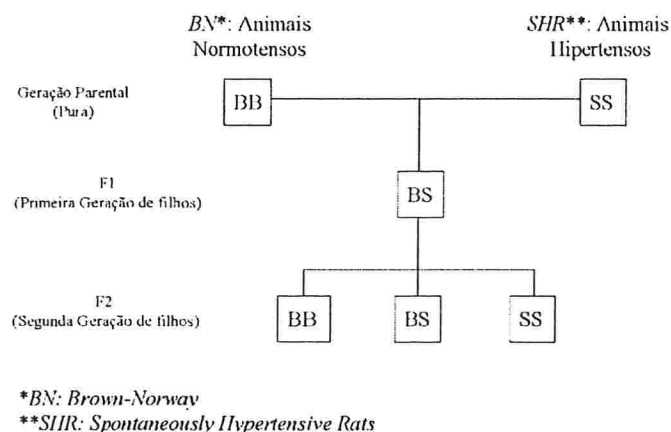 BN*: Animais
Normotensos
SHR**: Animais
Hipertensos
Geração Parental
(Pura)
BB
SS
F1
(Primeira Geração de filhos)
BS
F2
(Segunda Geração de filhos)
BB
BS
SS
*BN: Brown-Norway
**SHR: Spontaneously Hypertensive Rats